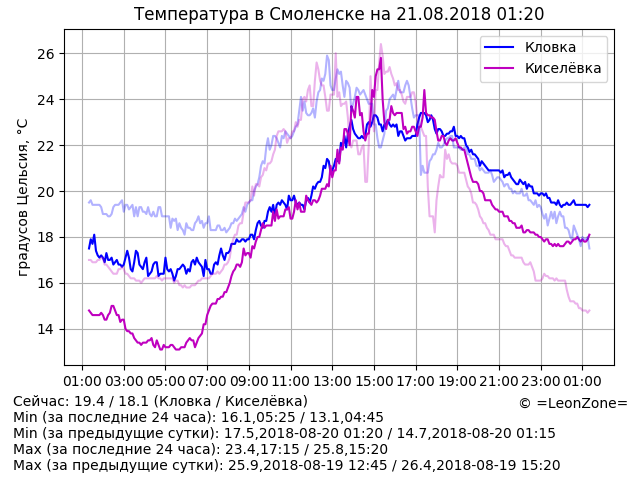 Температура в Смоленске на 21.08.2018 01:20
градусов Цельсия, °C
26
24
22
20
18
16
14
Кловка
Киселёвка
01:00 03:00 05:00 07:00 09:00 11:00 13:00 15:00 17:00 19:00 21:00 23:00 01:00
Сейчас: 19.4 / 18.1 (Кловка / Киселёвка)
© =LeonZone=
Min (за последние 24 часа): 16.1,05:25 / 13.1,04:45
Min (за предыдущие сутки): 17.5,2018-08-20 01:20 / 14.7,2018-08-20 01:15
Max (за последние 24 часа): 23.4,17:15 / 25.8,15:20
Max (за предыдущие сутки): 25.9,2018-08-19 12:45 / 26.4,2018-08-19 15:20